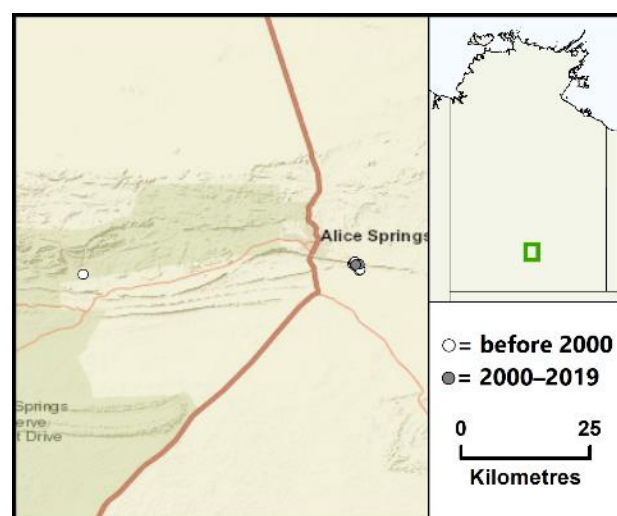 Alice Springs
Springs
erve
t Drive
= before 2000
= 2000–2019
0 25
Kilometres